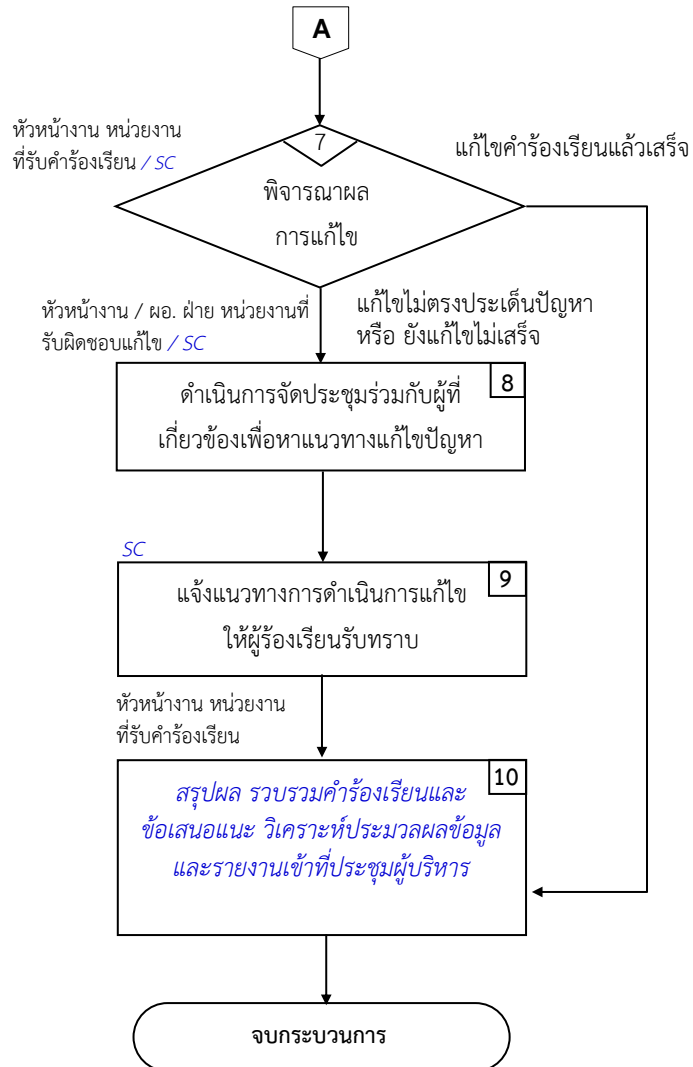 A
หัวหน้างาน หน่วยงาน
ที่รับคำร้องเรียน / SC
7
พิจารณาผล
การแก้ไข
แก้ไขคำร้องเรียนแล้วเสร็จ
หัวหน้างาน / ผอ. ฝ่าย หน่วยงานที่
รับผิดชอบแก้ไข / SC
แก้ไขไม่ตรงประเด็นปัญหา
หรือ ยังแก้ไขไม่เสร็จ
8
ดำเนินการจัดประชุมร่วมกับผู้ที่
เกี่ยวข้องเพื่อหาแนวทางแก้ไขปัญหา
SC
9
แจ้งแนวทางการดำเนินการแก้ไข
ให้ผู้ร้องเรียนรับทราบ
หัวหน้างาน หน่วยงาน
ที่รับคำร้องเรียน
10
สรุปผล รวบรวมคำร้องเรียนและ
ข้อเสนอแนะ วิเคราะห์ประมวลผลข้อมูล
และรายงานเข้าที่ประชุมผู้บริหาร
จบกระบวนการ